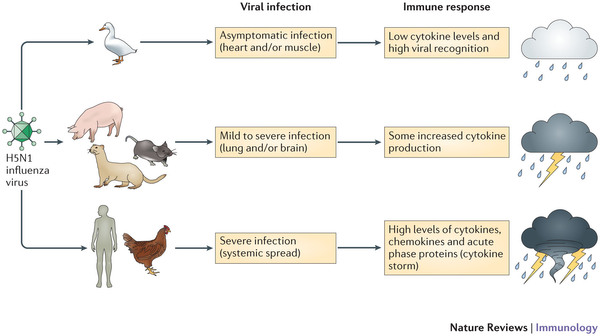 Viral infection
Immune response
Asymptomatic infection
(heart and/or muscle)
Low cytokine levels and
high viral recognition
H5N1
influenza
virus
Mild to severe infection
(lung and/or brain)
Some increased cytokine
production
Severe infection
(systemic spread)
High levels of cytokines,
chemokines and acute
phase proteins (cytokine
storm)
Nature Reviews | Immunology